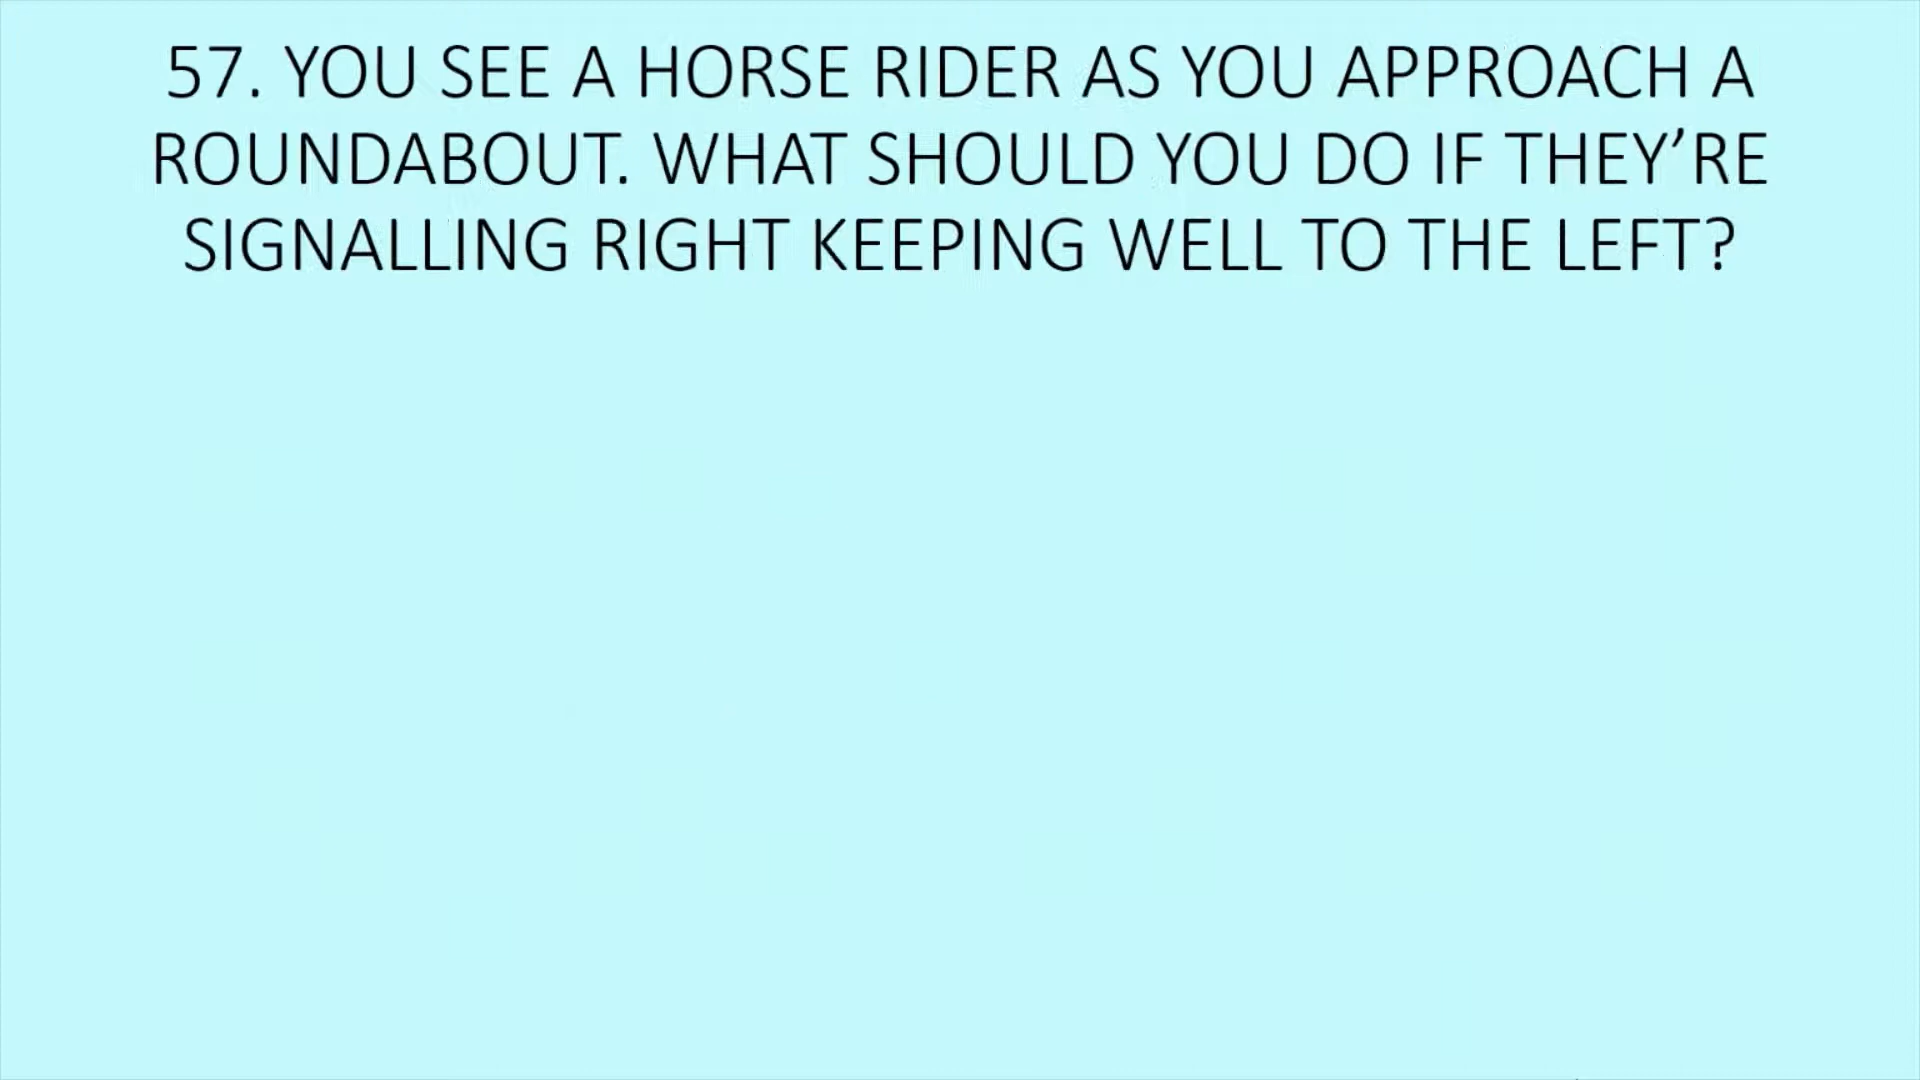 57. YOU SEE A HORSE RIDER AS YOU APPROACH A
ROUNDABOUT. WHAT SHOULD YOU DO IF THEY’RE
SIGNALLING RIGHT KEEPING WELL TO THE LEFT?